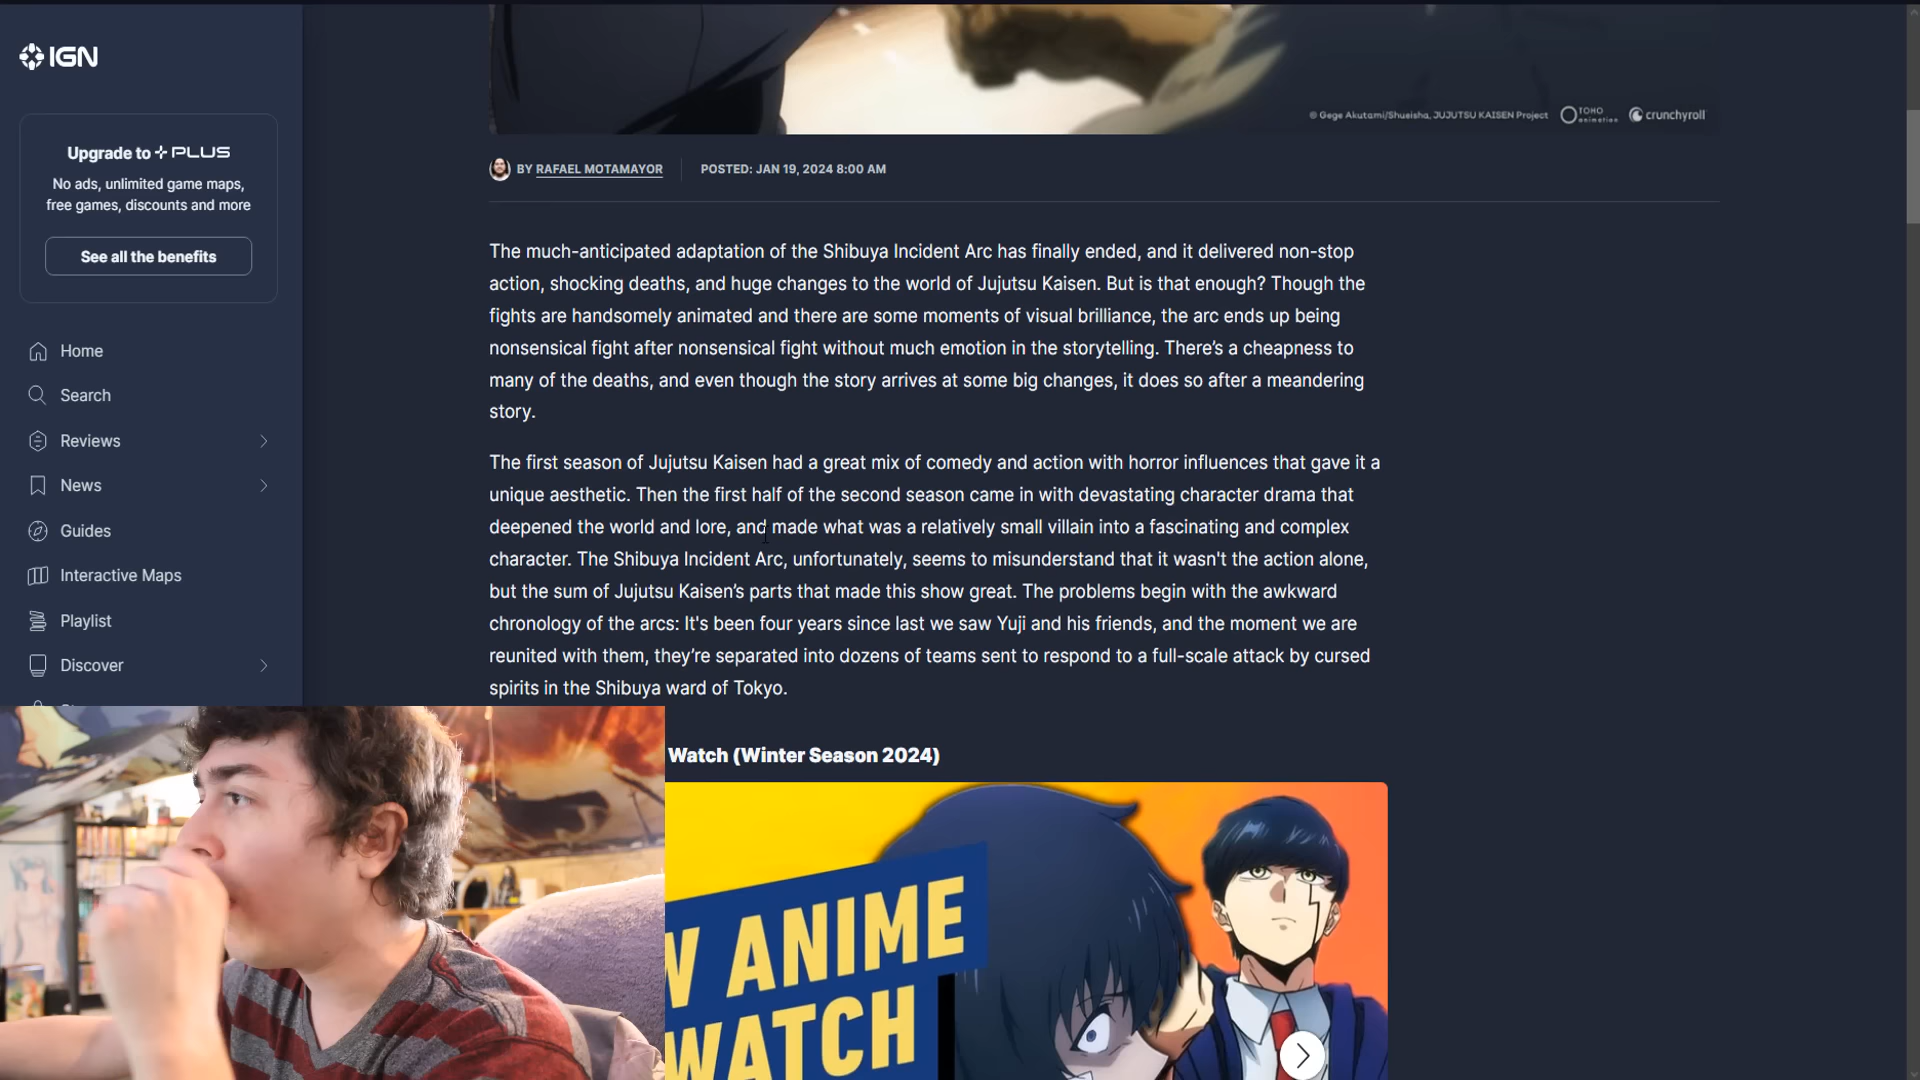 IGN
Upgrade to + PLUS
No ads, unlimited game maps,
free games, discounts and more
See all the benefits
Home
Search
Reviews
News
Guides
Interactive Maps
Playlist
Discover
© Gege Akutami/Shueisha, JUJUTSU KAISEN Project TOHO animation crunchyroll
BY RAFAEL MOTAMAYOR POSTED: JAN 19, 2024 8:00 AM
The much-anticipated adaptation of the Shibuya Incident Arc has finally ended, and it delivered non-stop
action, shocking deaths, and huge changes to the world of Jujutsu Kaisen. But is that enough? Though the
fights are handsomely animated and there are some moments of visual brilliance, the arc ends up being
nonsensical fight after nonsensical fight without much emotion in the storytelling. There’s a cheapness to
many of the deaths, and even though the story arrives at some big changes, it does so after a meandering
story.
The first season of Jujutsu Kaisen had a great mix of comedy and action with horror influences that gave it a
unique aesthetic. Then the first half of the second season came in with devastating character drama that
deepened the world and lore, and made what was a relatively small villain into a fascinating and complex
character. The Shibuya Incident Arc, unfortunately, seems to misunderstand that it wasn't the action alone,
but the sum of Jujutsu Kaisen’s parts that made this show great. The problems begin with the awkward
chronology of the arcs: It's been four years since last we saw Yuji and his friends, and the moment we are
reunited with them, they’re separated into dozens of teams sent to respond to a full-scale attack by cursed
spirits in the Shibuya ward of Tokyo.
Watch (Winter Season 2024)
W ANIME
WATCH